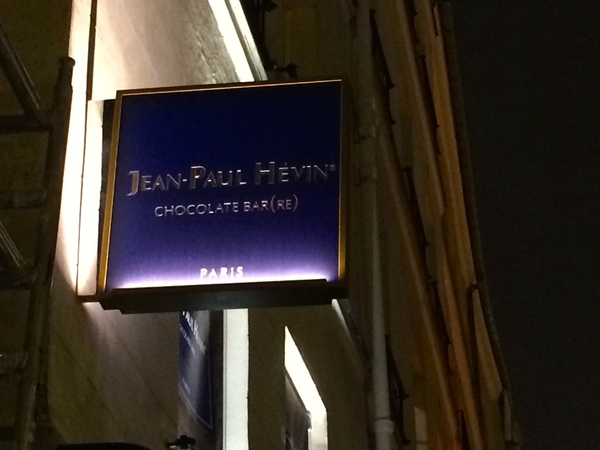 JEAN-PAUL HÉVIN®
CHOCOLATE BAR(RE)
PARIS